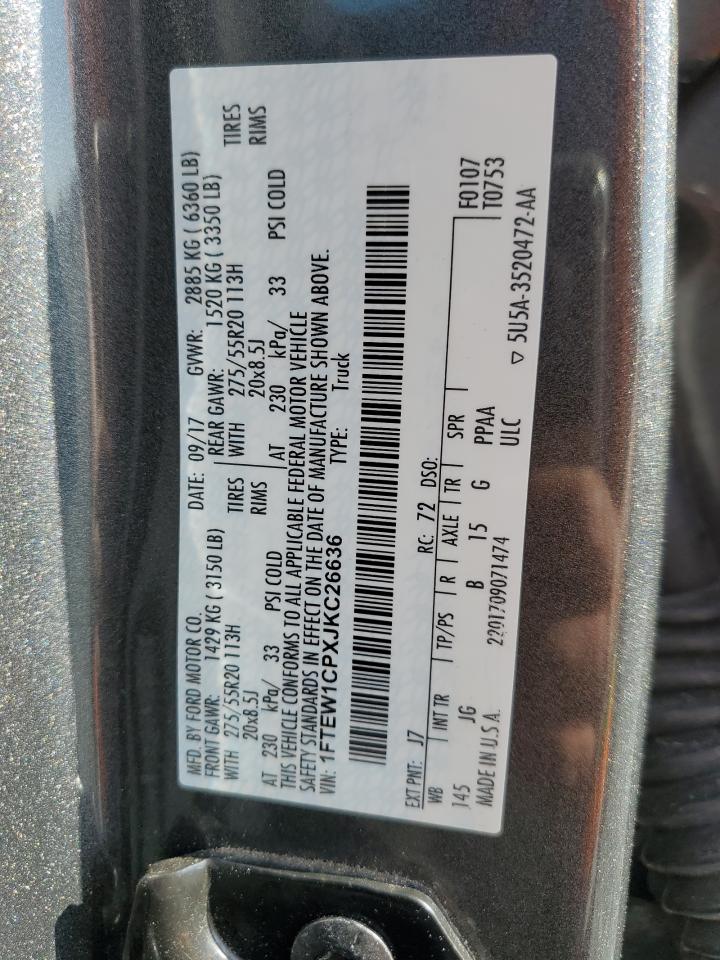 MFD. BY FORD MOTOR CO. DATE: 09/17 GVWR: 2885 KG ( 6360 LB)
FRONT GAWR: 1429 KG ( 3150 LB) REAR GAWR: 1520 KG ( 3350 LB)
WITH 275/55R20 113H TIRES WITH 275/55R20 113H TIRES
20x8.5J RIMS 20x8.5J RIMS
AT 230 kPa/ 33 PSI COLD AT 230 kPa/ 33 PSI COLD
THIS VEHICLE CONFORMS TO ALL APPLICABLE FEDERAL MOTOR VEHICLE
SAFETY STANDARDS IN EFFECT ON THE DATE OF MANUFACTURE SHOWN ABOVE.
VIN: 1FTEW1CPXJKC26636 TYPE: Truck
EXT PNT: J7 RC: 72 DSO: F0107
WB INT TR TP/PS R AXLE TR SPR T0753
145 JG B 15 G PPAA
MADE IN U.S.A. 2201709071474 ULC ▽ 5U5A-3520472-AA